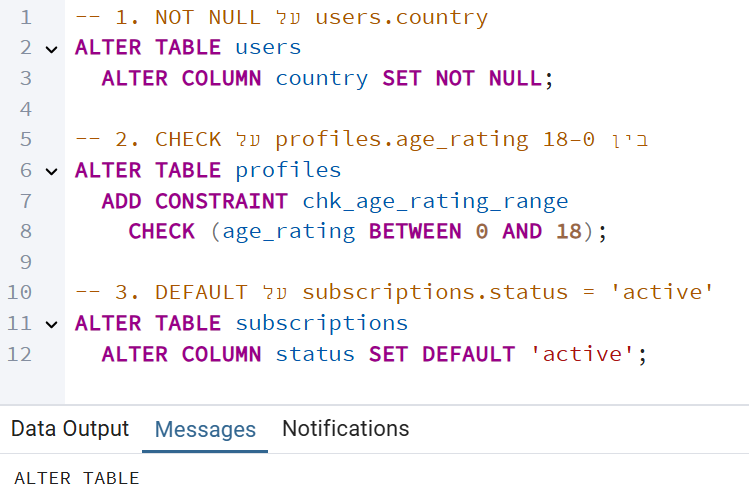 1 -- 1. NOT NULL על users.country
2 ALTER TABLE users
3 ALTER COLUMN country SET NOT NULL;
4
5 -- 2. CHECK על profiles.age_rating בין 0–18
6 ALTER TABLE profiles
7 ADD CONSTRAINT chk_age_rating_range
8 CHECK (age_rating BETWEEN 0 AND 18);
9
10 -- 3. DEFAULT על subscriptions.status = 'active'
11 ALTER TABLE subscriptions
12 ALTER COLUMN status SET DEFAULT 'active';
Data Output Messages Notifications
ALTER TABLE